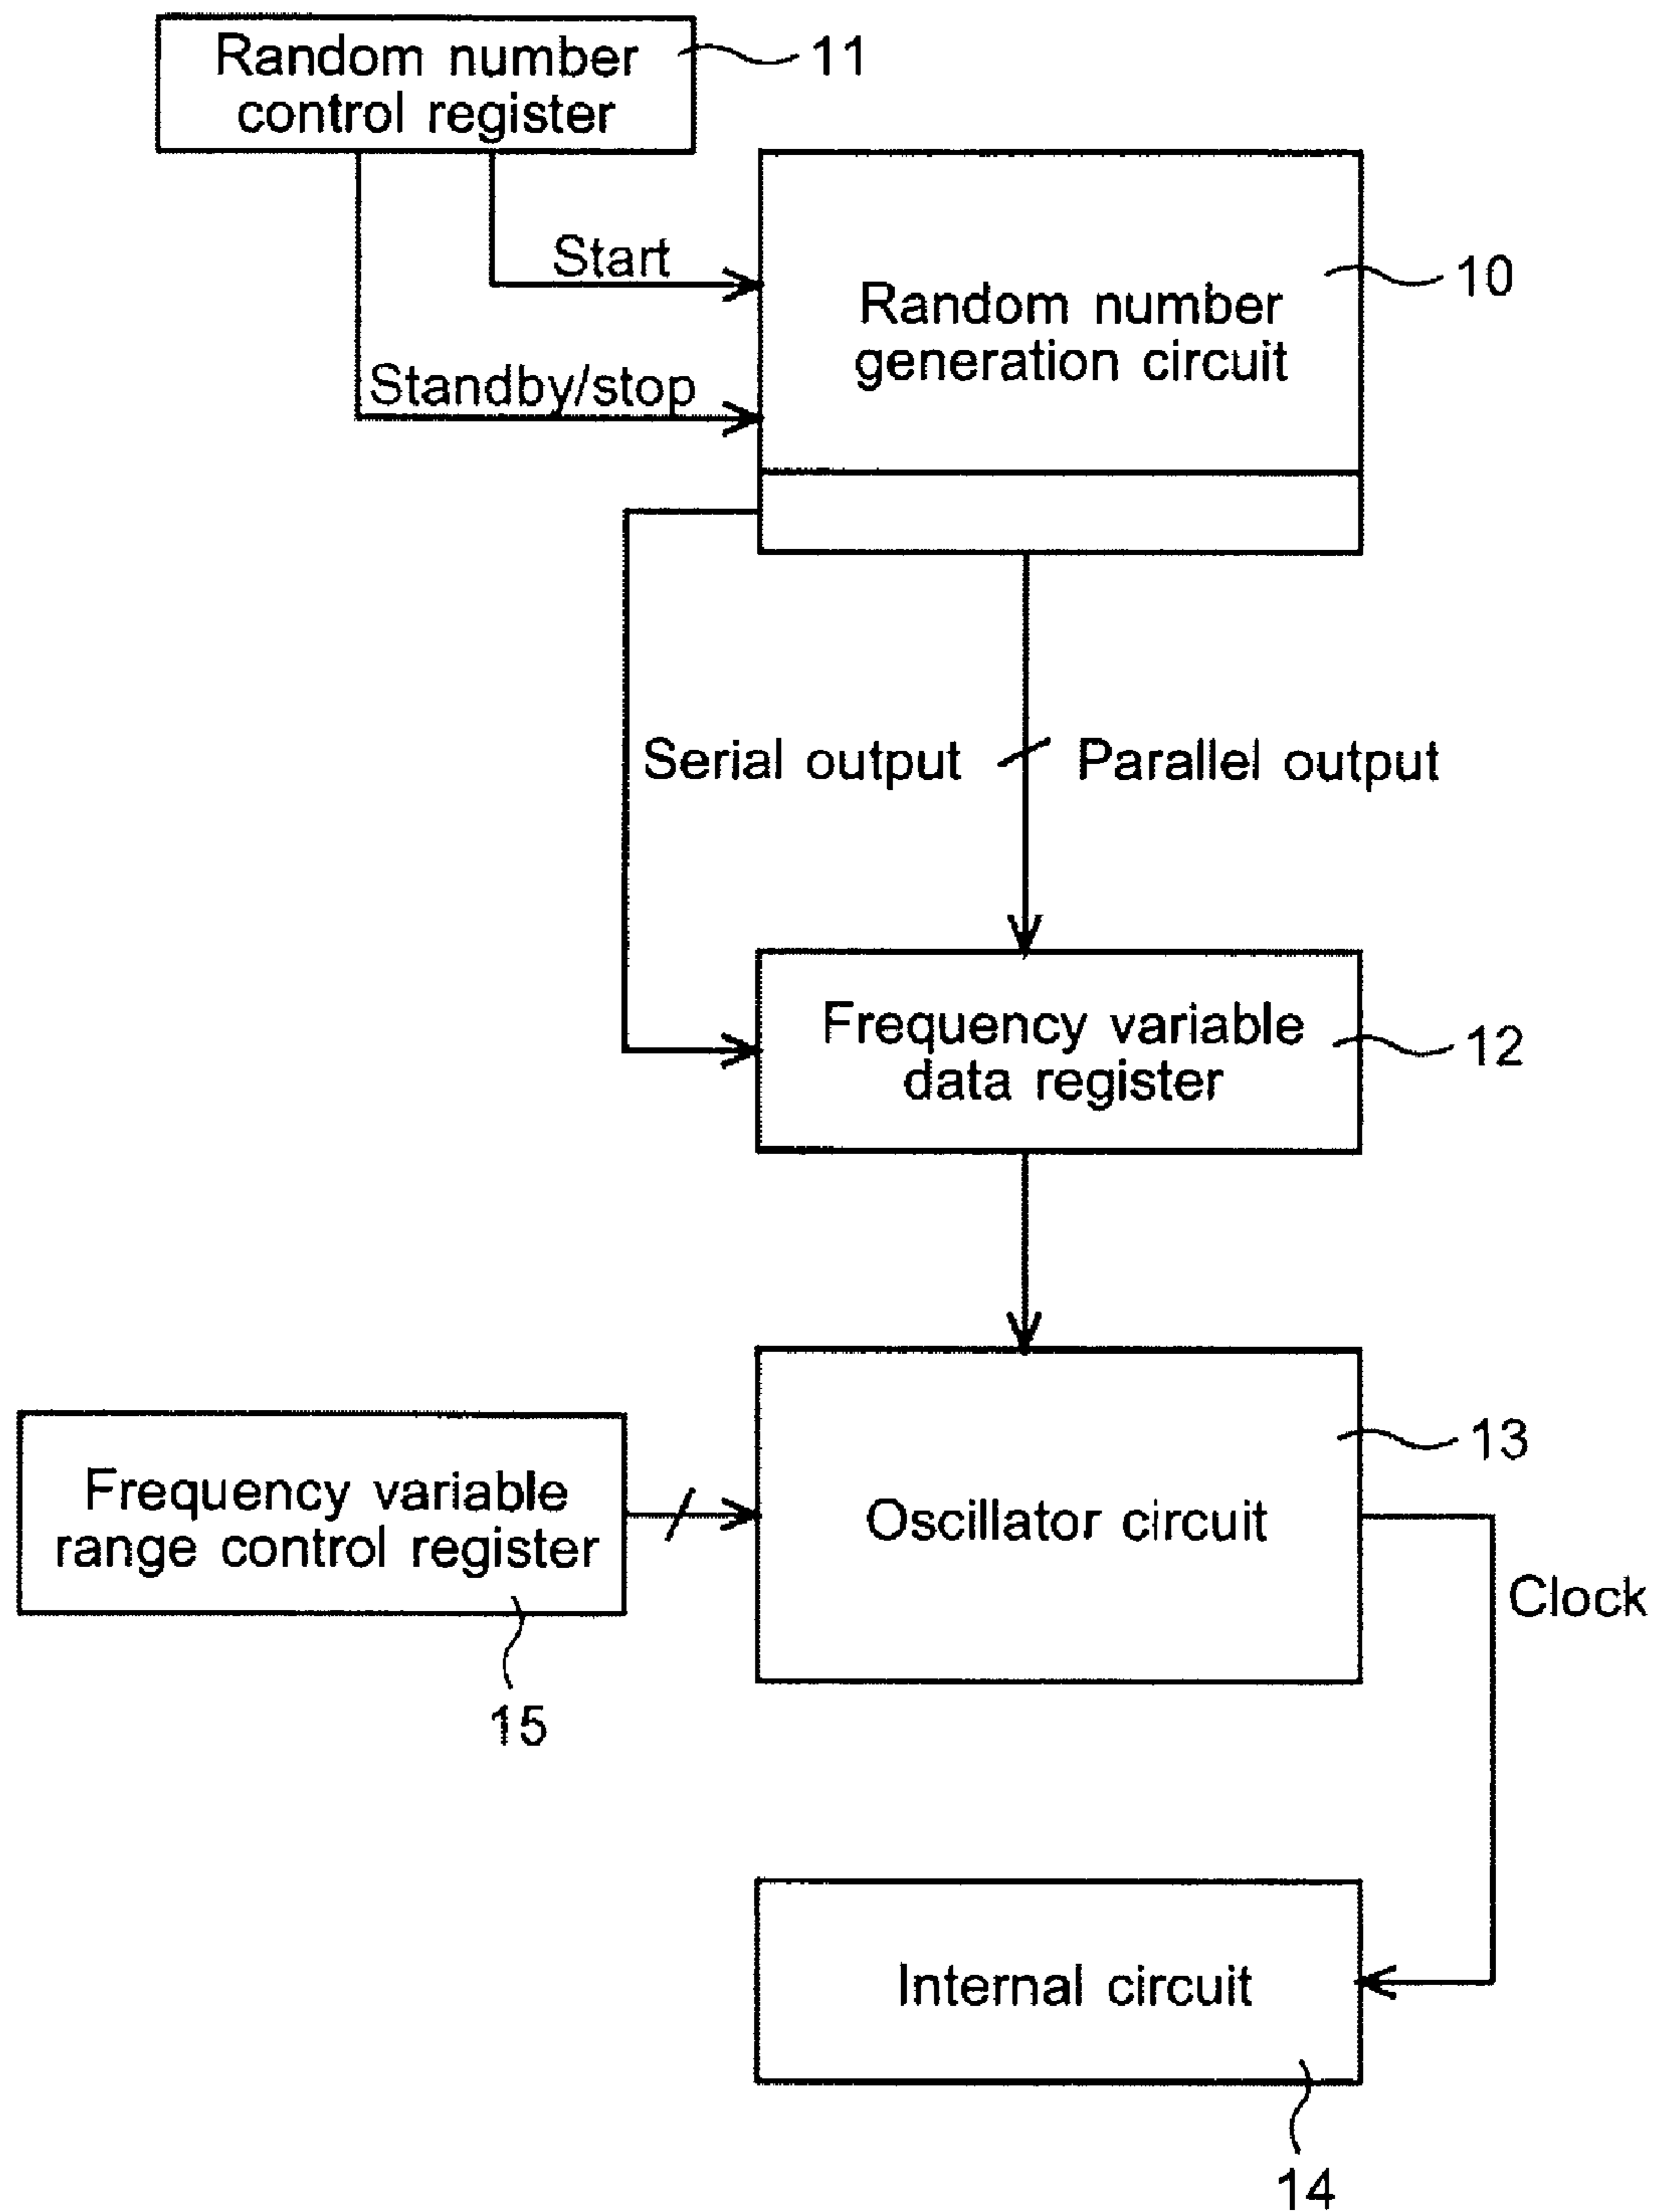 Random number
control register
11
Start
Standby/stop
Random number
generation circuit
10
Serial output
Parallel output
Frequency variable
data register
12
Frequency variable
range control register
15
Oscillator circuit
13
Clock
Internal circuit
14